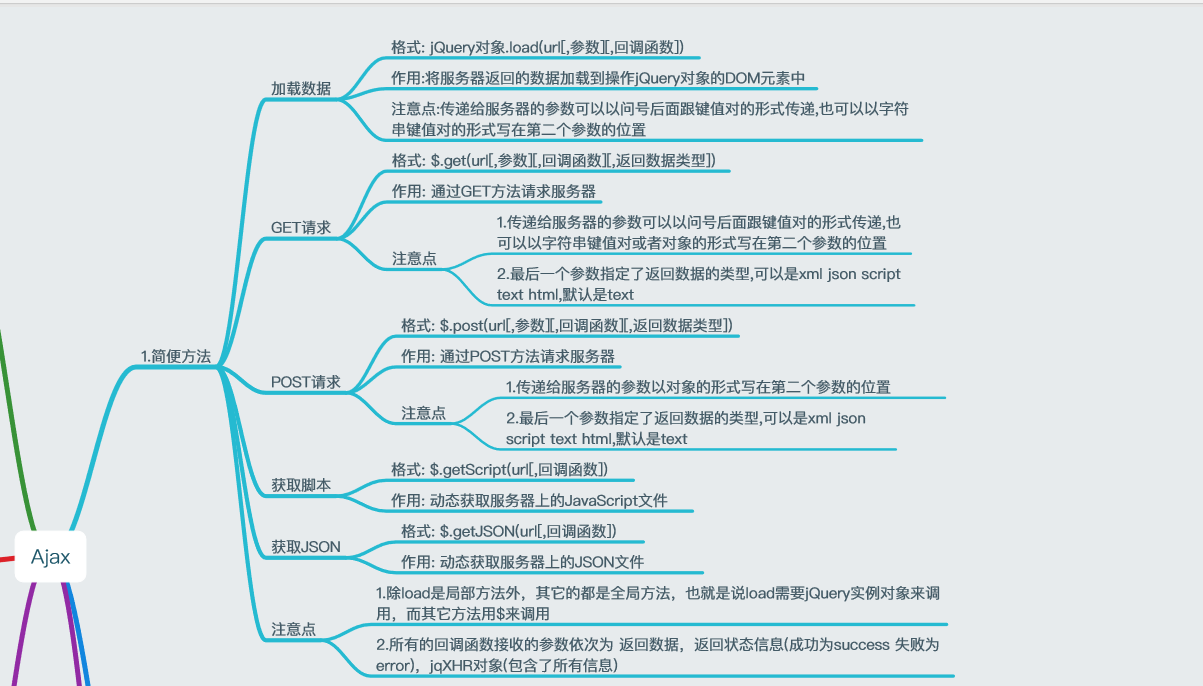 格式: jQuery对象.load(url[,参数][,回调函数])
加载数据
作用:将服务器返回的数据加载到操作jQuery对象的DOM元素中
注意点:传递给服务器的参数可以以问号后面跟键值对的形式传递,也可以以字符
串键值对的形式写在第二个参数的位置
格式: $.get(url[,参数][,回调函数][,返回数据类型])
作用: 通过GET方法请求服务器
GET请求
注意点
1.传递给服务器的参数可以以问号后面跟键值对的形式传递,也
可以以字符串键值对或者对象的形式写在第二个参数的位置
2.最后一个参数指定了返回数据的类型,可以是xml json script
text html,默认是text
格式: $.post(url[,参数][,回调函数][,返回数据类型])
1.简便方法
作用: 通过POST方法请求服务器
POST请求
注意点
1.传递给服务器的参数以对象的形式写在第二个参数的位置
2.最后一个参数指定了返回数据的类型,可以是xml json
script text html,默认是text
格式: $.getScript(url[,回调函数])
获取脚本
作用: 动态获取服务器上的JavaScript文件
格式: $.getJSON(url[,回调函数])
获取JSON
作用: 动态获取服务器上的JSON文件
Ajax
注意点
1.除load是局部方法外，其它的都是全局方法，也就是说load需要jQuery实例对象来调
用，而其它方法用$来调用
2.所有的回调函数接收的参数依次为 返回数据，返回状态信息(成功为success 失败为
error)，jqXHR对象(包含了所有信息)